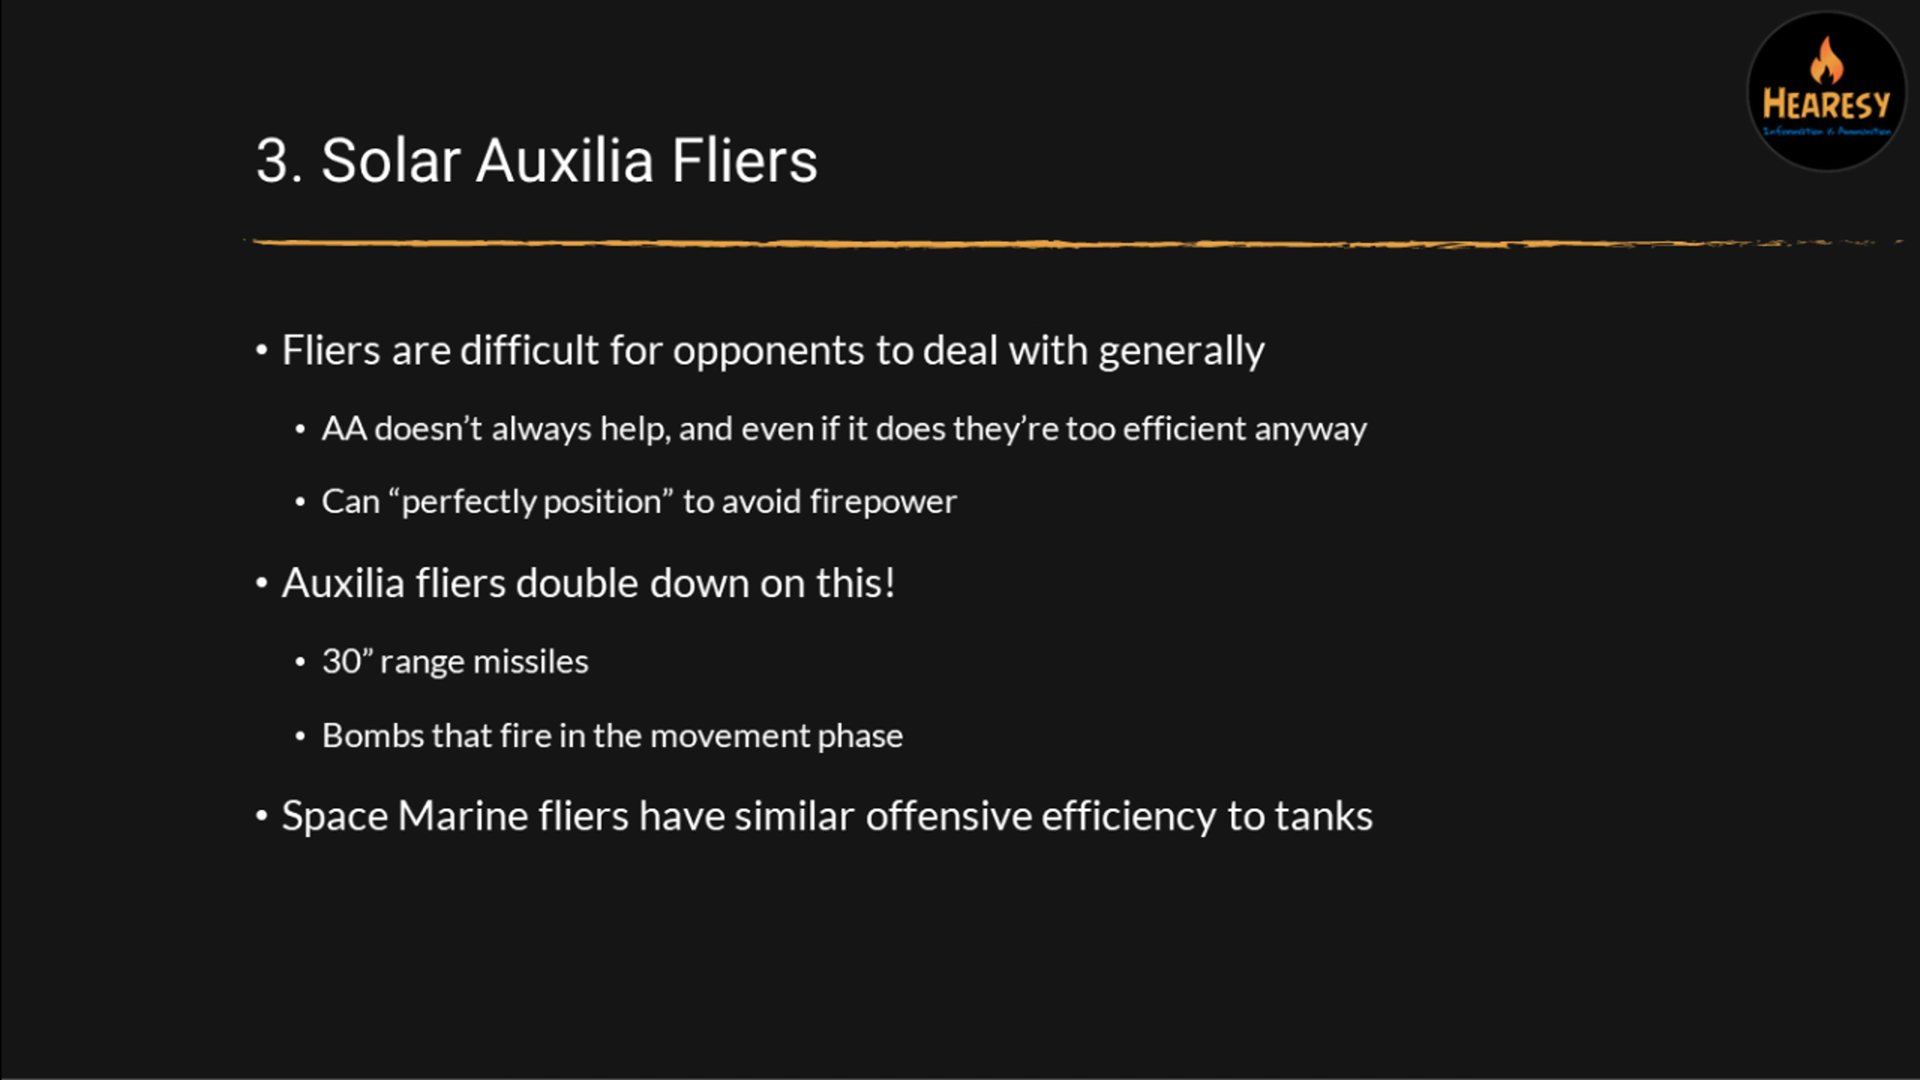 HEARESY
Information & Ammunition
3. Solar Auxilia Fliers
• Fliers are difficult for opponents to deal with generally
• AA doesn’t always help, and even if it does they’re too efficient anyway
• Can “perfectly position” to avoid firepower
• Auxilia fliers double down on this!
• 30” range missiles
• Bombs that fire in the movement phase
• Space Marine fliers have similar offensive efficiency to tanks